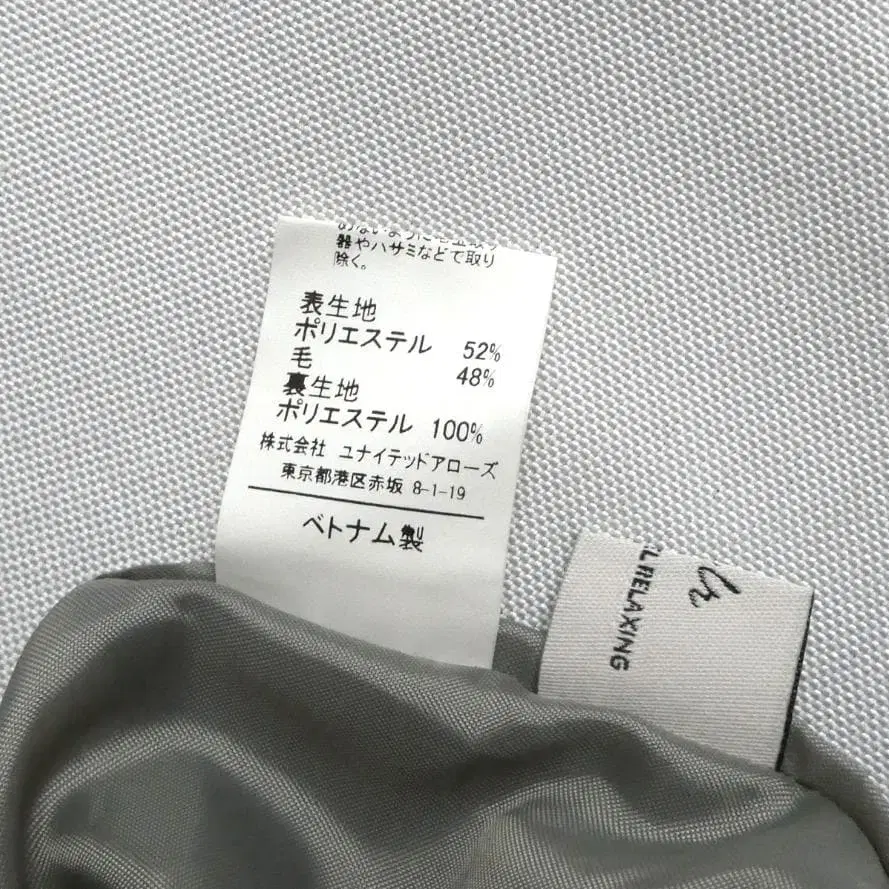 器やハサミなどで取り
除く。
表生地
ポリエステル 52%
毛 48%
裏生地
ポリエステル 100%
株式会社 ユナイテッドアローズ
東京都港区赤坂 8-1-19
ベトナム製
RELAXING